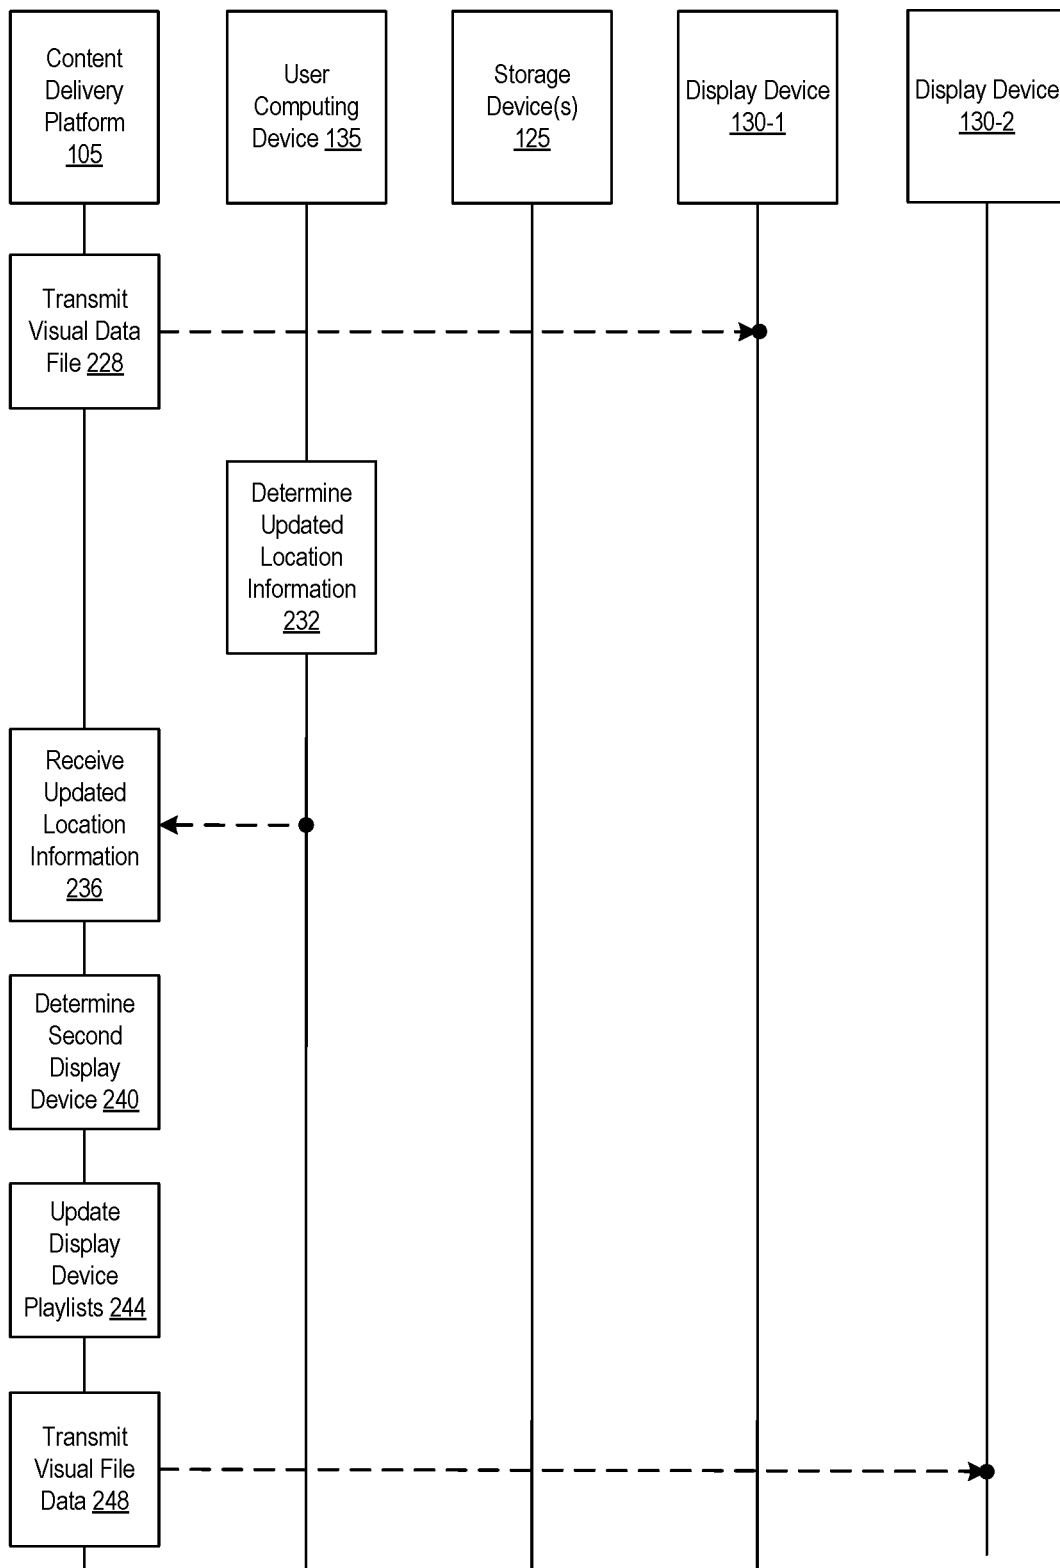 Content
Delivery
Platform
105
User
Computing
Device 135
Storage
Device(s)
125
Display Device
130-1
Display Device
130-2
Transmit
Visual Data
File 228
Determine
Updated
Location
Information
232
Receive
Updated
Location
Information
236
Determine
Second
Display
Device 240
Update
Display
Device
Playlists 244
Transmit
Visual File
Data 248